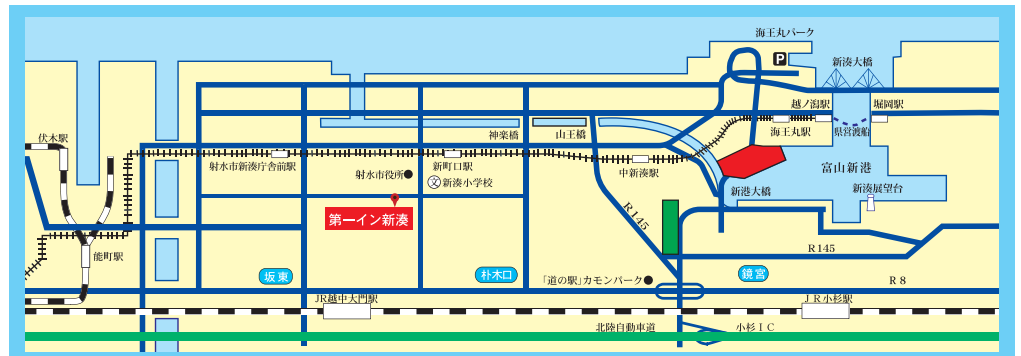 海王丸パーク
P
新湊大橋
越ノ潟駅
堀岡駅
伏木駅
神楽橋
山王橋
海王丸駅
県営渡船
射水市新湊庁舎前駅
新町口駅
中新湊駅
富山新港
射水市役所
文 新湊小学校
新港大橋
新湊展望台
第一イン新湊
R145
能町駅
R145
坂東
朴木口
「道の駅」カモンパーク
鏡宮
R8
JR越中大門駅
JR小杉駅
北陸自動車道
小杉IC